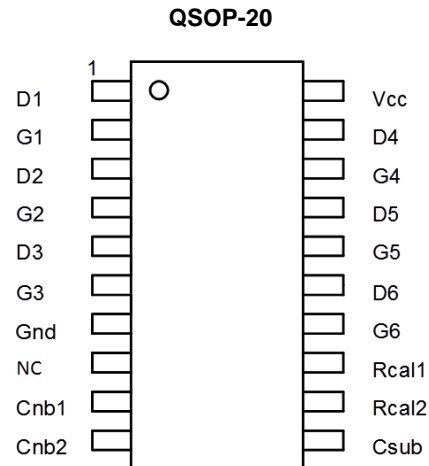 QSOP-20
1
D1 Vcc
G1 D4
D2 G4
G2 D5
D3 G5
G3 D6
Gnd G6
NC Rcal1
Cnb1 Rcal2
Cnb2 Csub